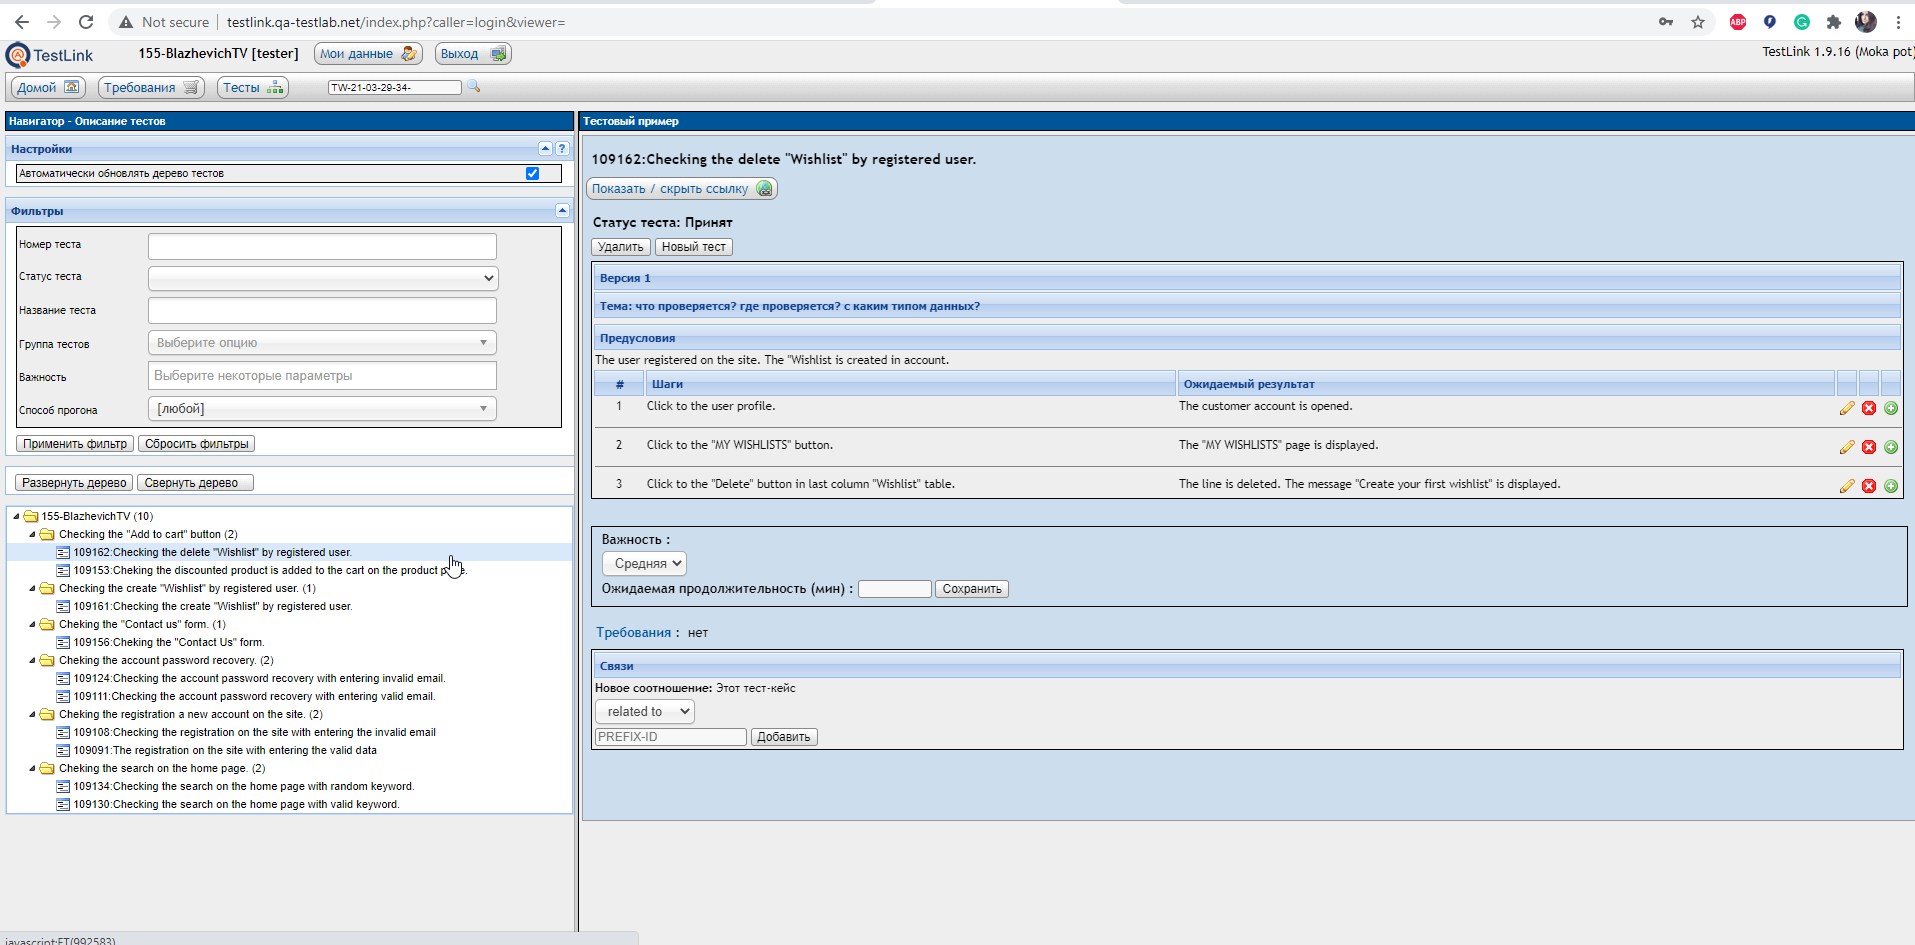 Not secure testlink.qa-testlab.net/index.php?caller=login&viewer=
ABP
TestLink 155-BlazhevichTV [tester] Мои данные Выход TestLink 1.9.16 (Moka pot)
Домой Требования Тесты TW-21-03-29-34-
Навигатор - Описание тестов
Настройки
?
Автоматически обновлять дерево тестов
Фильтры
Номер теста
Статус теста
Название теста
Группа тестов Выберите опцию
Важность Выберите некоторые параметры
Способ прогона [любой]
Применить фильтр Сбросить фильтры
Развернуть дерево Свернуть дерево
155-BlazhevichTV (10)
Checking the "Add to cart" button (2)
109162:Checking the delete "Wishlist" by registered user.
109153:Cheking the discounted product is added to the cart on the product
Checking the create "Wishlist" by registered user. (1)
109161:Checking the create "Wishlist" by registered user.
Cheking the "Contact us" form. (1)
109156:Cheking the "Contact Us" form.
Cheking the account password recovery. (2)
109124:Checking the account password recovery with entering invalid email.
109111:Checking the account password recovery with entering valid email.
Cheking the registration a new account on the site. (2)
109108:Checking the registration on the site with entering the invalid email
109091:The registration on the site with entering the valid data
Cheking the search on the home page. (2)
109134:Checking the search on the home page with random keyword.
109130:Checking the search on the home page with valid keyword.
javascript:ET(992583)
Тестовый пример
109162:Checking the delete "Wishlist" by registered user.
Показать / скрыть ссылку
Статус теста: Принят
Удалить Новый тест
Версия 1
Тема: что проверяется? где проверяется? с каким типом данных?
Предусловия
The user registered on the site. The "Wishlist is created in account.
# Шаги Ожидаемый результат
1 Click to the user profile. The customer account is opened.
2 Click to the "MY WISHLISTS" button. The "MY WISHLISTS" page is displayed.
3 Click to the "Delete" button in last column "Wishlist" table. The line is deleted. The message "Create your first wishlist" is displayed.
Важность :
Средняя
Ожидаемая продолжительность (мин) : Сохранить
Требования : нет
Связи
Новое соотношение: Этот тест-кейс
related to
PREFIX-ID Добавить